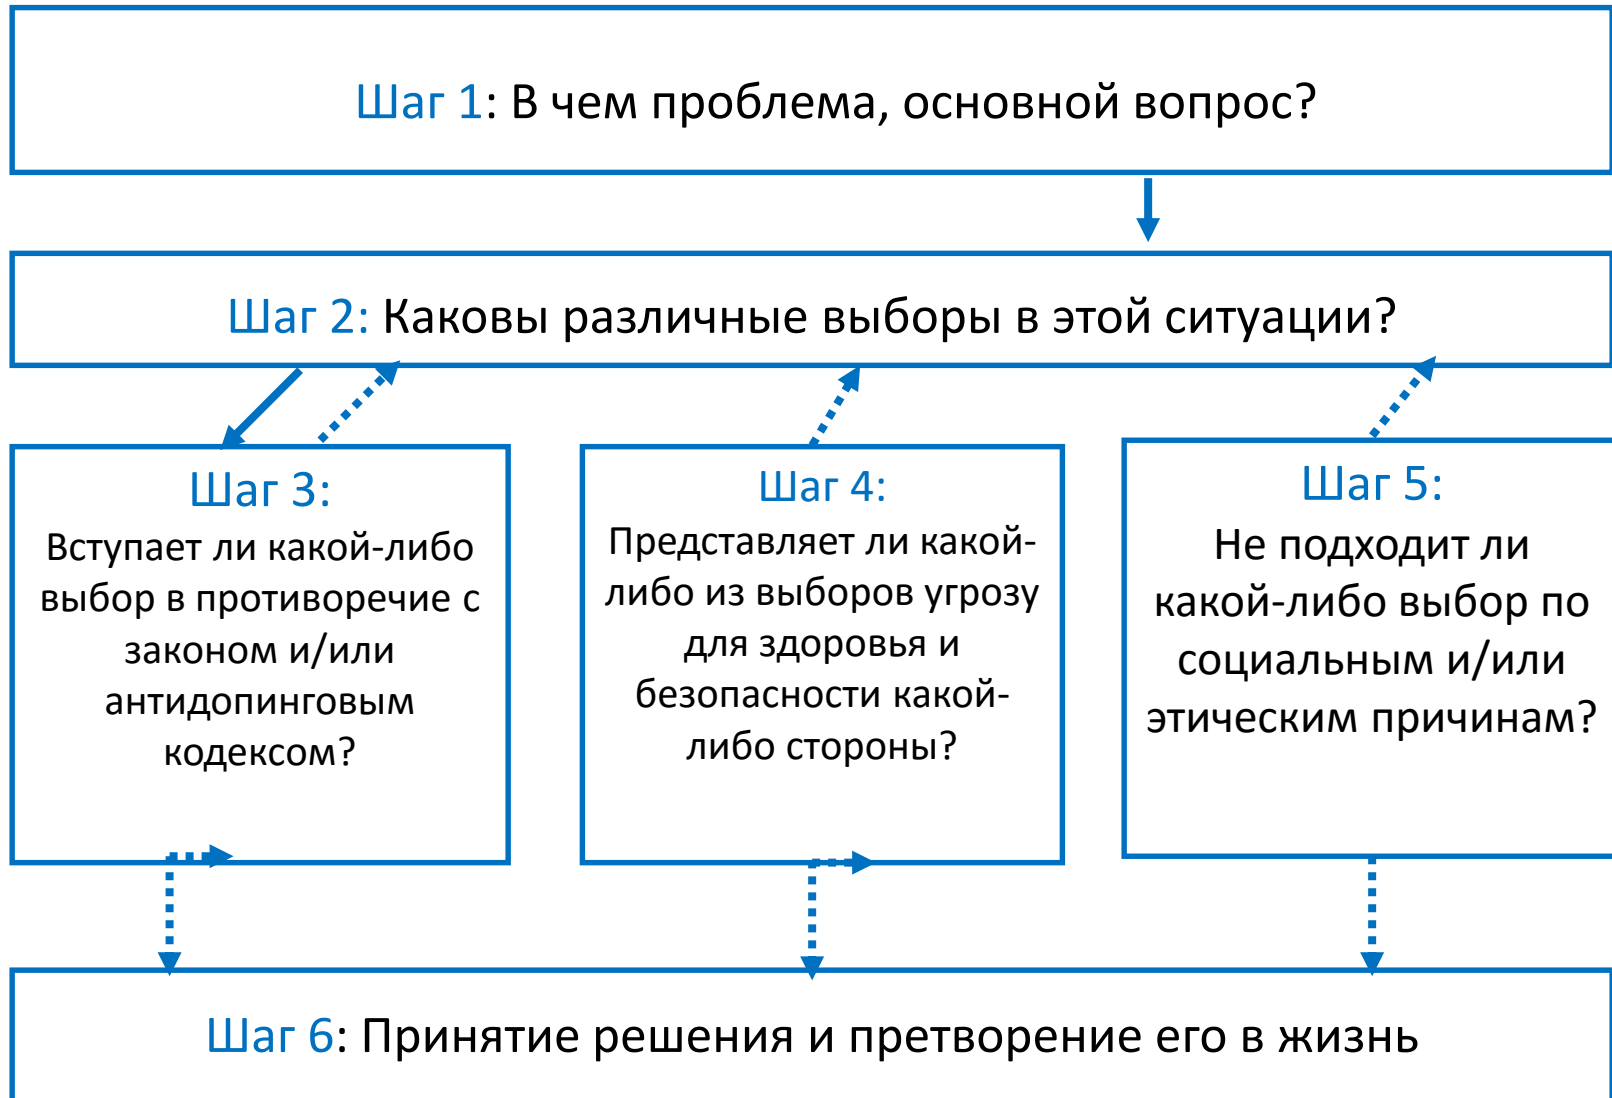 Шаг 1: В чем проблема, основной вопрос?
Шаг 2: Каковы различные выборы в этой ситуации?
Шаг 3:
Вступает ли какой-либо
выбор в противоречие с
законом и/или
антидопинговым
кодексом?
Шаг 4:
Представляет ли какой-
либо из выборов угрозу
для здоровья и
безопасности какой-
либо стороны?
Шаг 5:
Не подходит ли
какой-либо выбор по
социальным и/или
этическим причинам?
Шаг 6: Принятие решения и претворение его в жизнь